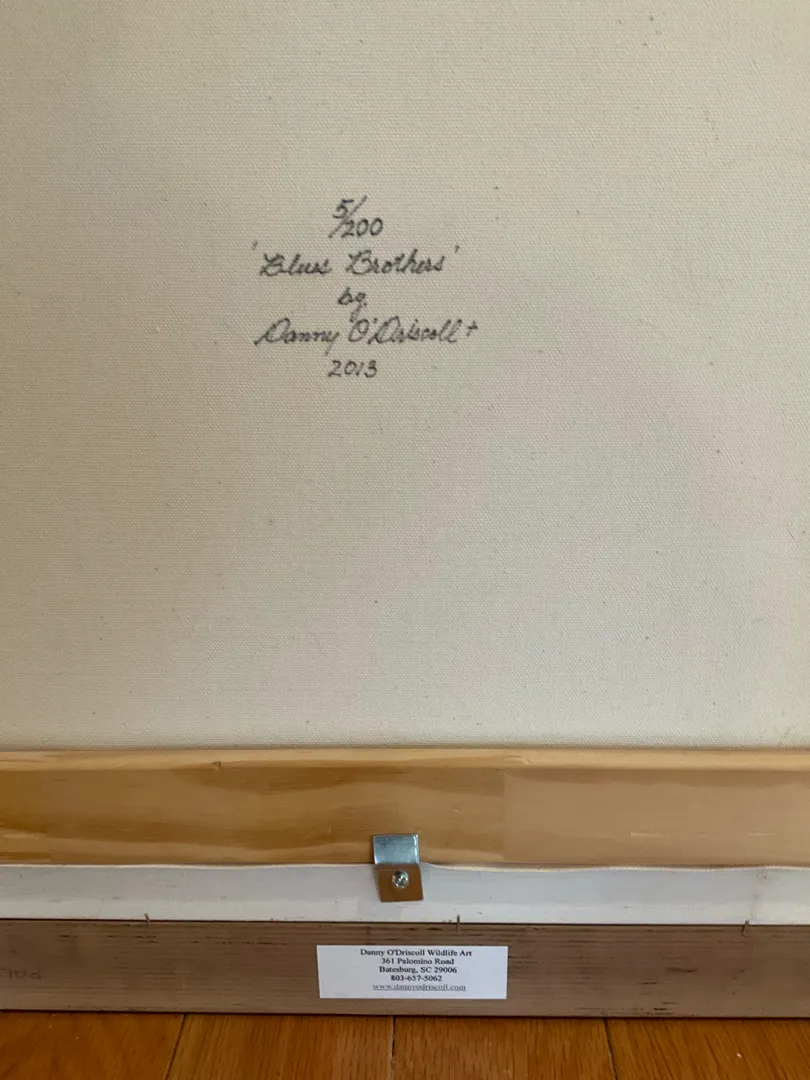 5/200
'Blues Brothers'
by
Danny O'Driscoll +
2013
Danny O'Driscoll Wildlife Art
361 Palomino Road
Batesburg, SC 29006
803-657-5062
www.dannyodriscoll.com